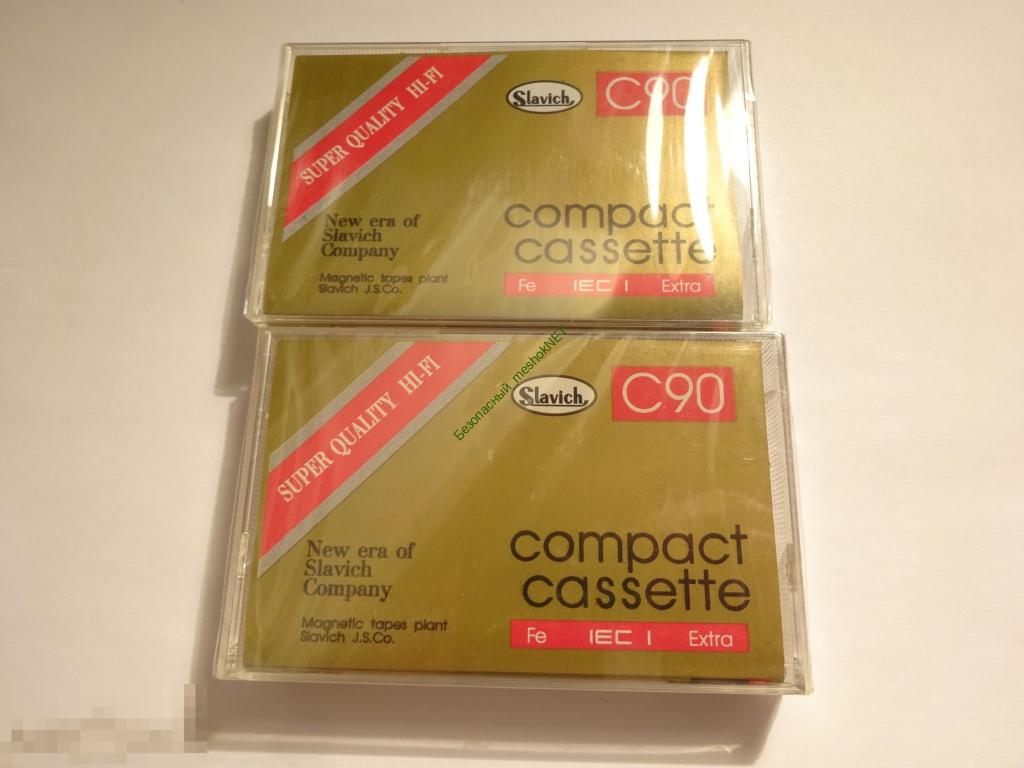 SUPER QUALITY HI-FI
Slavich
C90
New era of
Slavich
Company
compact
cassette
Magnetic tapes plant
Slavich J.S.Co.
Fe IEC I Extra
Безопасный meshokNET
SUPER QUALITY HI-FI
Slavich
C90
New era of
Slavich
Company
compact
cassette
Magnetic tapes plant
Slavich J.S.Co.
Fe IEC I Extra